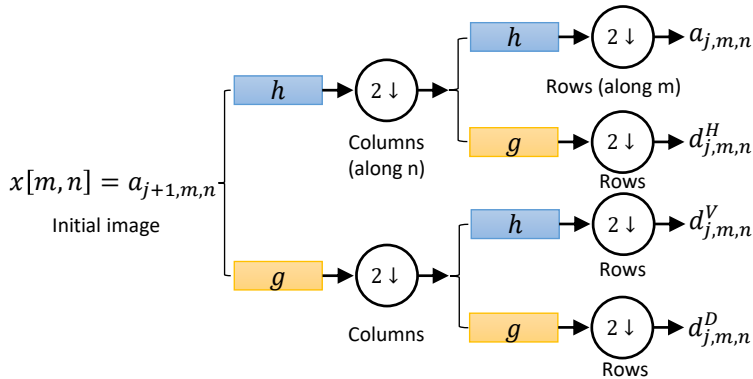 h
2 ↓
a_{j,m,n}
Rows (along m)
h
2 ↓
Columns
(along n)
g
2 ↓
d^H_{j,m,n}
Rows
x[m, n] = a_{j+1,m,n}
Initial image
h
2 ↓
d^V_{j,m,n}
Rows
g
2 ↓
Columns
g
2 ↓
d^D_{j,m,n}
Rows